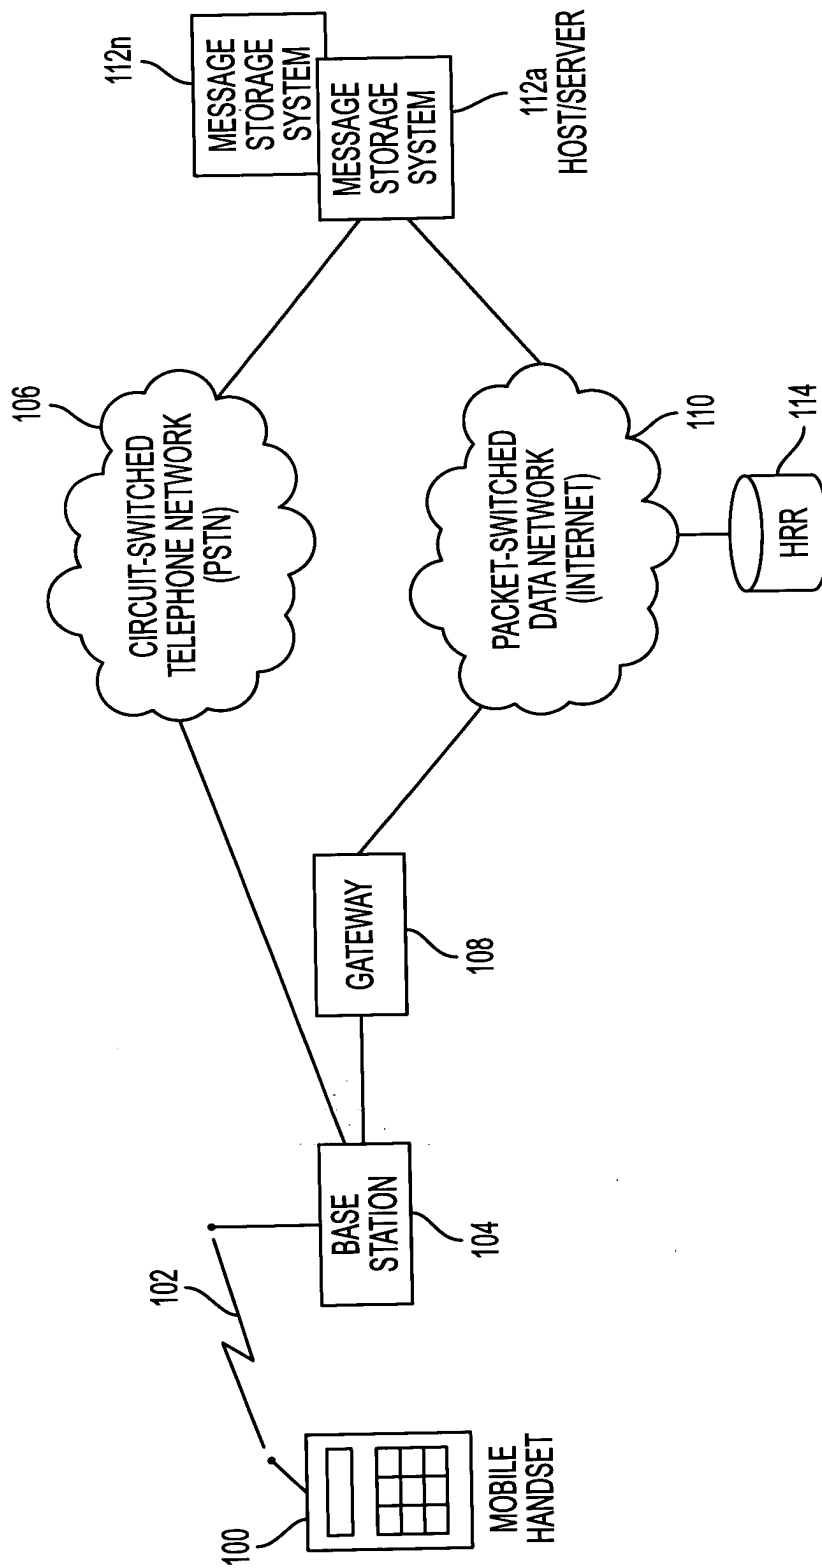 100
MOBILE
HANDSET
102
BASE
STATION
104
GATEWAY
108
106
CIRCUIT-SWITCHED
TELEPHONE NETWORK
(PSTN)
PACKET-SWITCHED
DATA NETWORK
(INTERNET)
110
HRR
114
112n
MESSAGE
STORAGE
SYSTEM
MESSAGE
STORAGE
SYSTEM
112a
HOST/SERVER